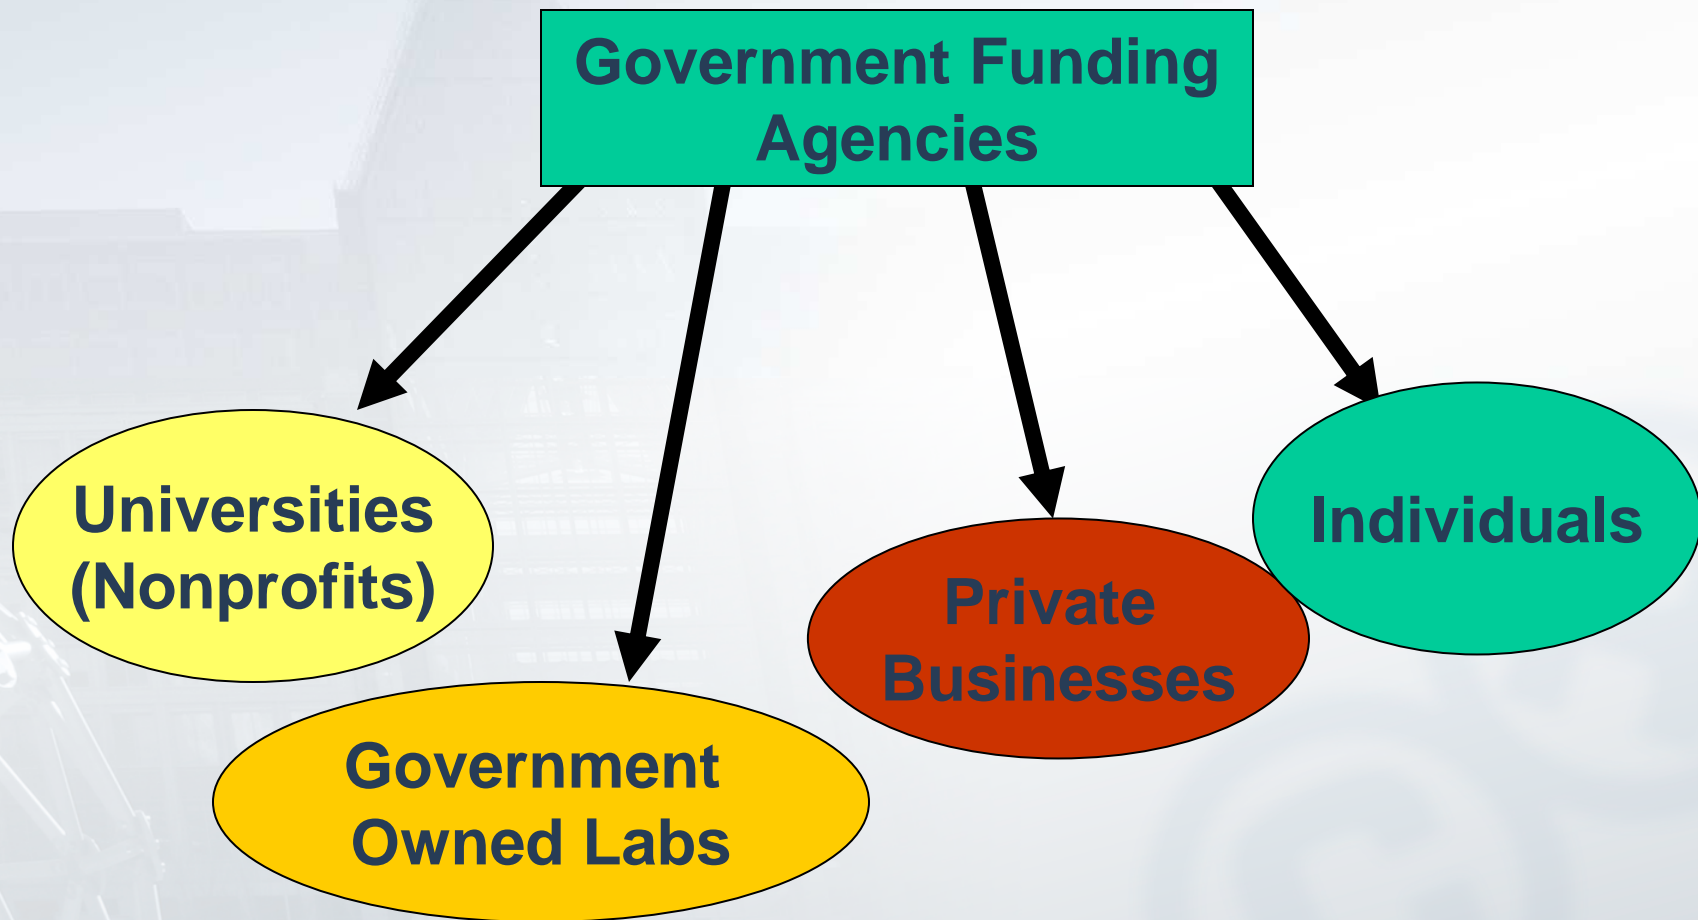 Government Funding
Agencies
Universities
(Nonprofits)
Government
Owned Labs
Private
Businesses
Individuals